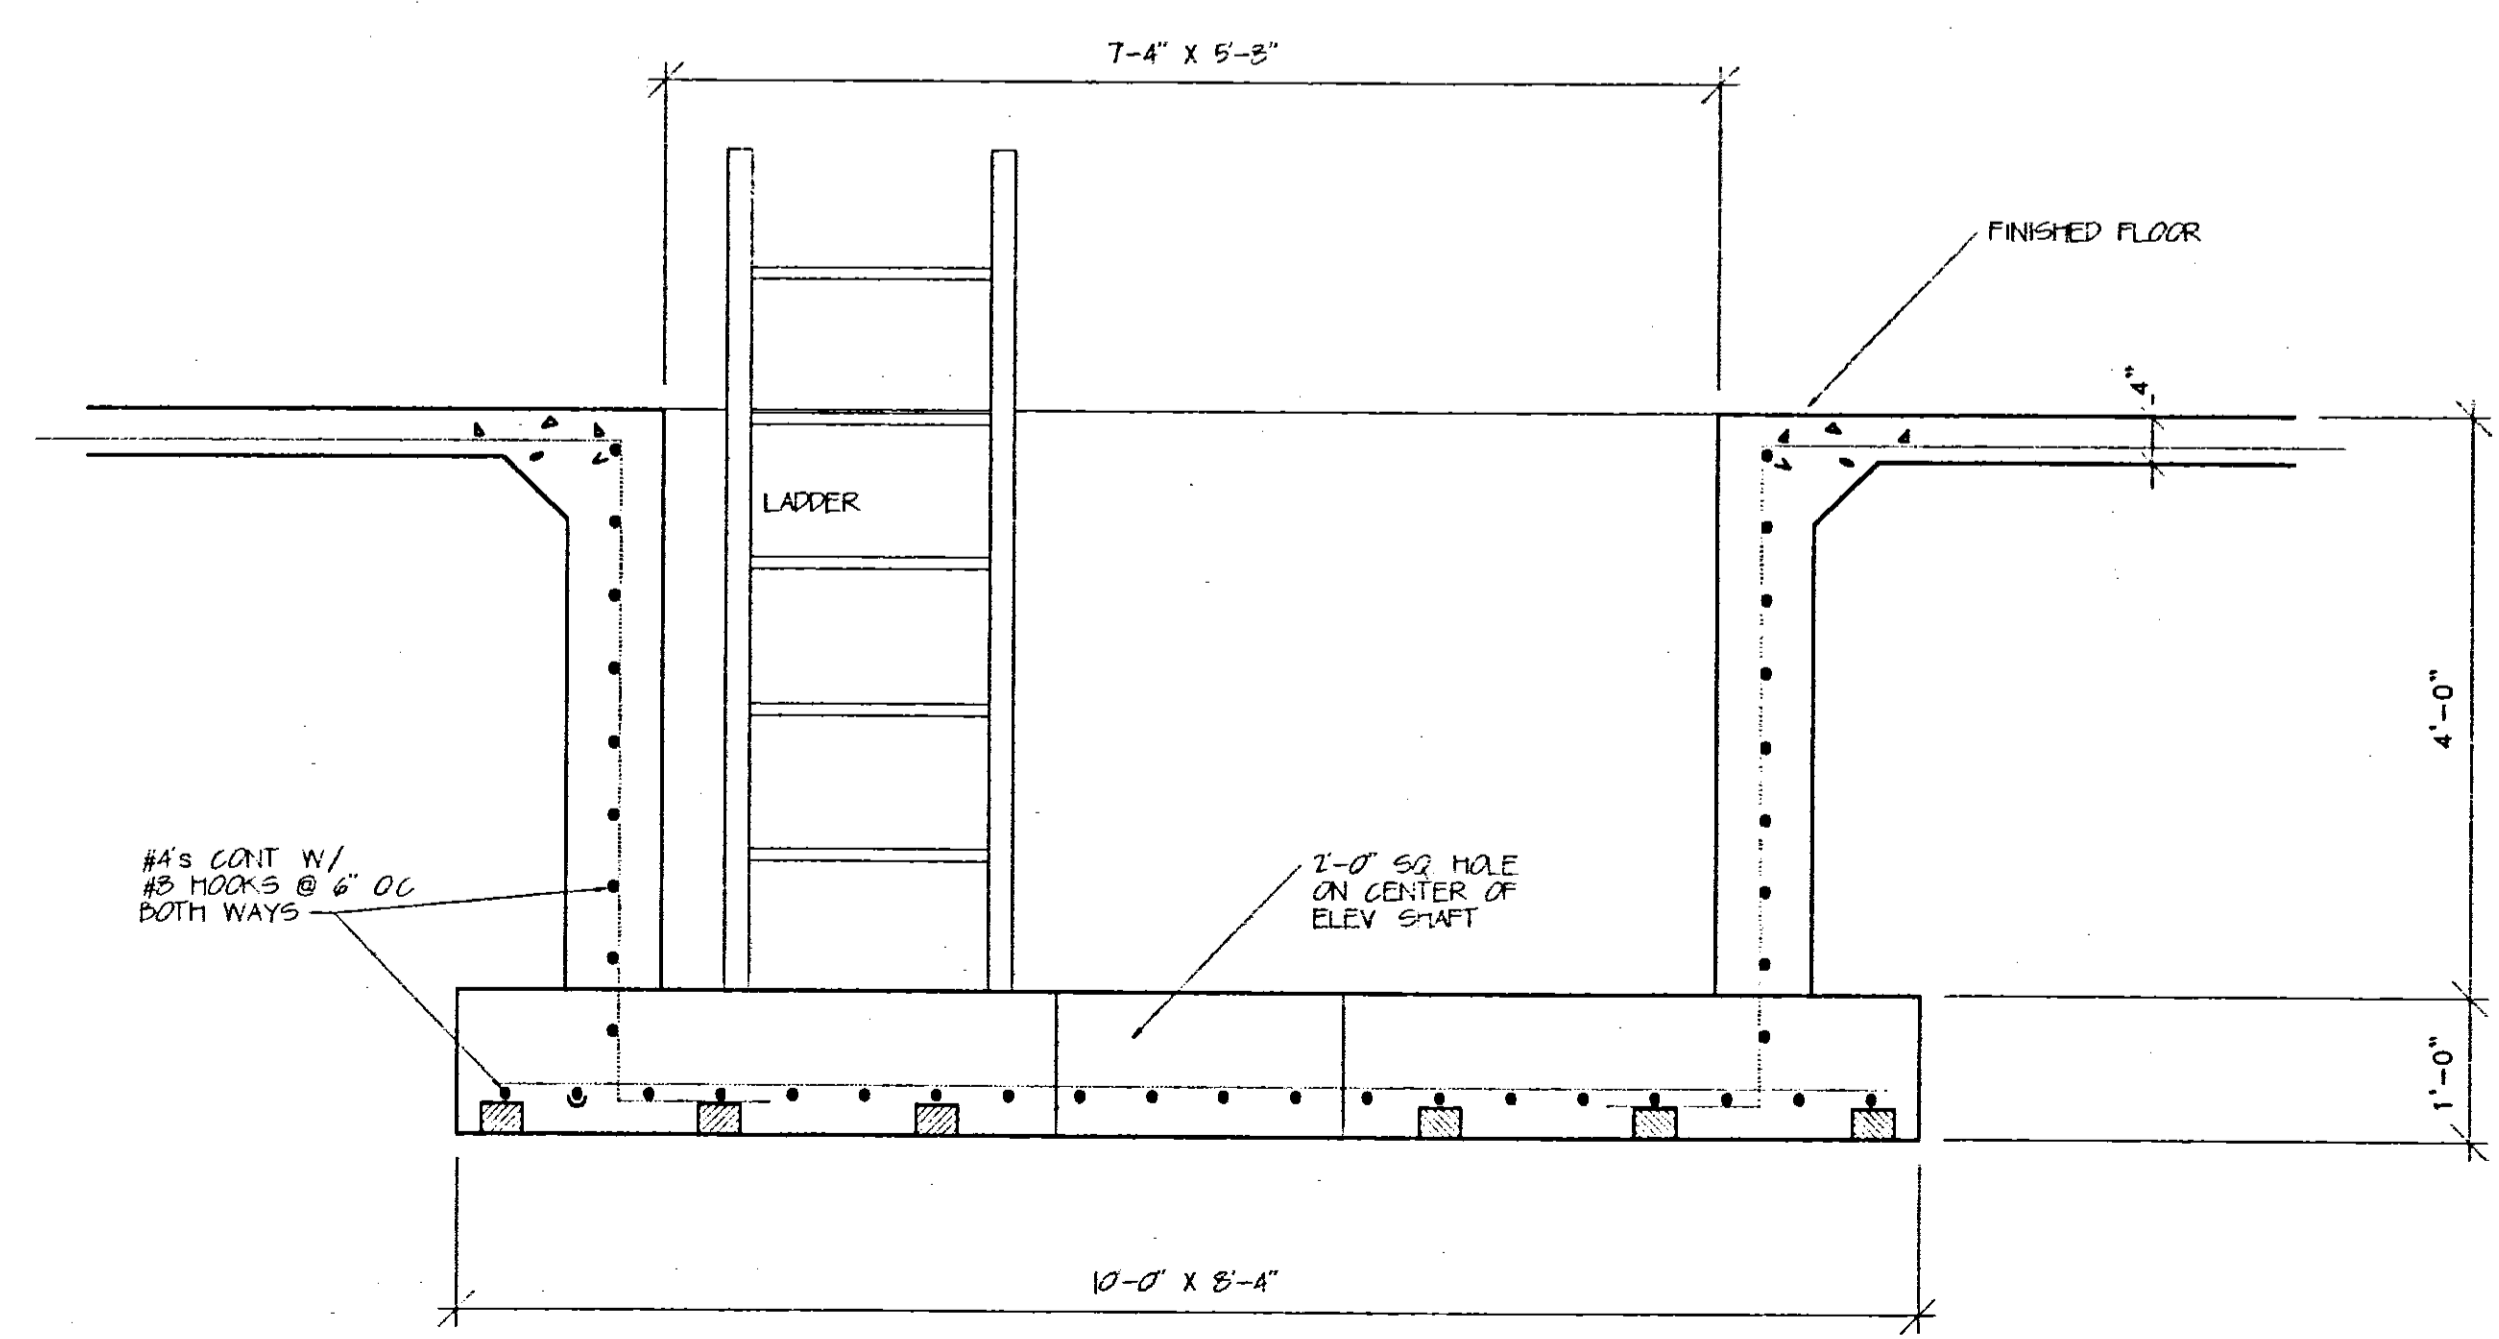 7-4" X 5'-3"
FINISHED FLOOR
4"
LADDER
4'-0"
#4's CONT W/
#3 HOOKS @ 6" OC
BOTH WAYS
2'-0" SQ. HOLE
ON CENTER OF
ELEV SHAFT
1'-0"
10'-0" X 8'-4"